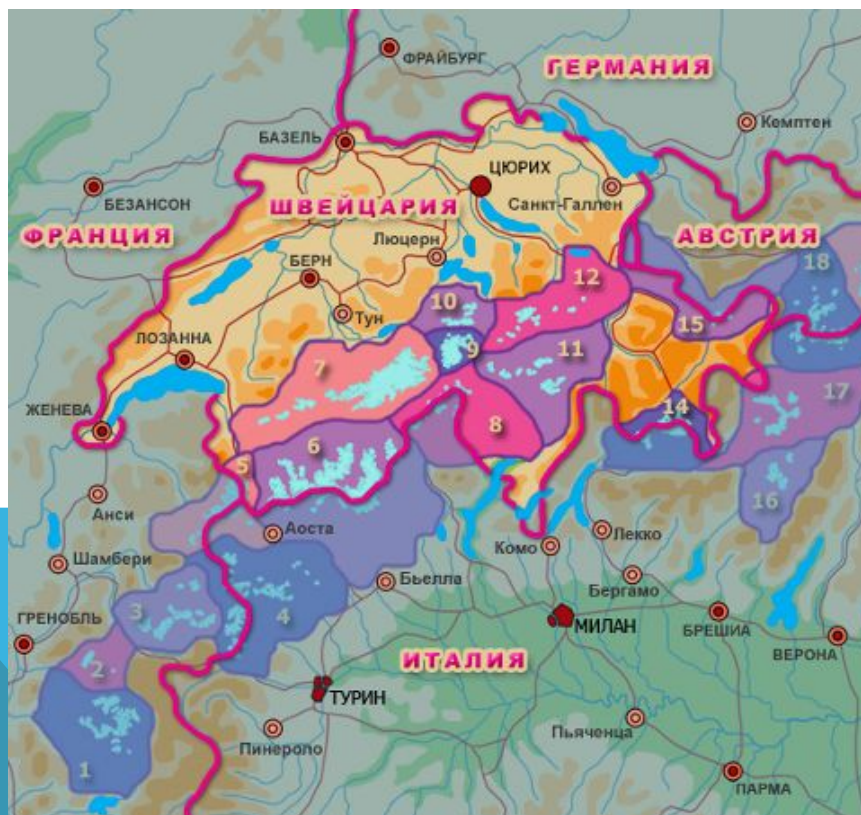 ФРАЙБУРГ
ГЕРМАНИЯ
Кемптен
БАЗЕЛЬ
ЦЮРИХ
БЕЗАНСОН
ШВЕЙЦАРИЯ
Санкт-Галлен
ФРАНЦИЯ
Люцерн
АВСТРИЯ
БЕРН
18
12
10
Тун
15
9
11
ЛОЗАННА
7
17
ЖЕНЕВА
14
8
6
5
16
Анси
Аоста
Комо
Лекко
Шамбери
Бьелла
Бергамо
3
4
МИЛАН
БРЕШИА
ГРЕНОБЛЬ
ВЕРОНА
2
ИТАЛИЯ
ТУРИН
Пинероло
Пьяченца
1
ПАРМА